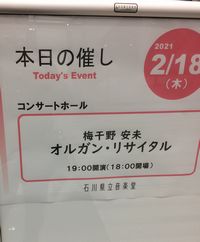 本日の催し
Today's Event
2021
2/18
(木)
コンサートホール
梅干野 安未
オルガン・リサイタル
19:00開演(18:00開場)
石川県立音楽堂